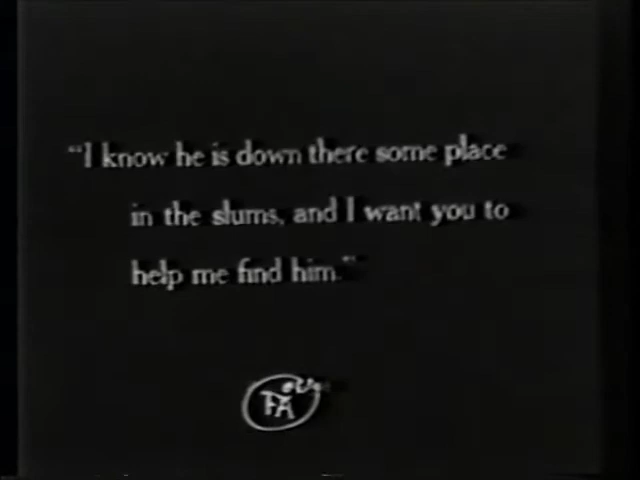 “I know he is down there some place
in the slums, and I want you to
help me find him.”
FA